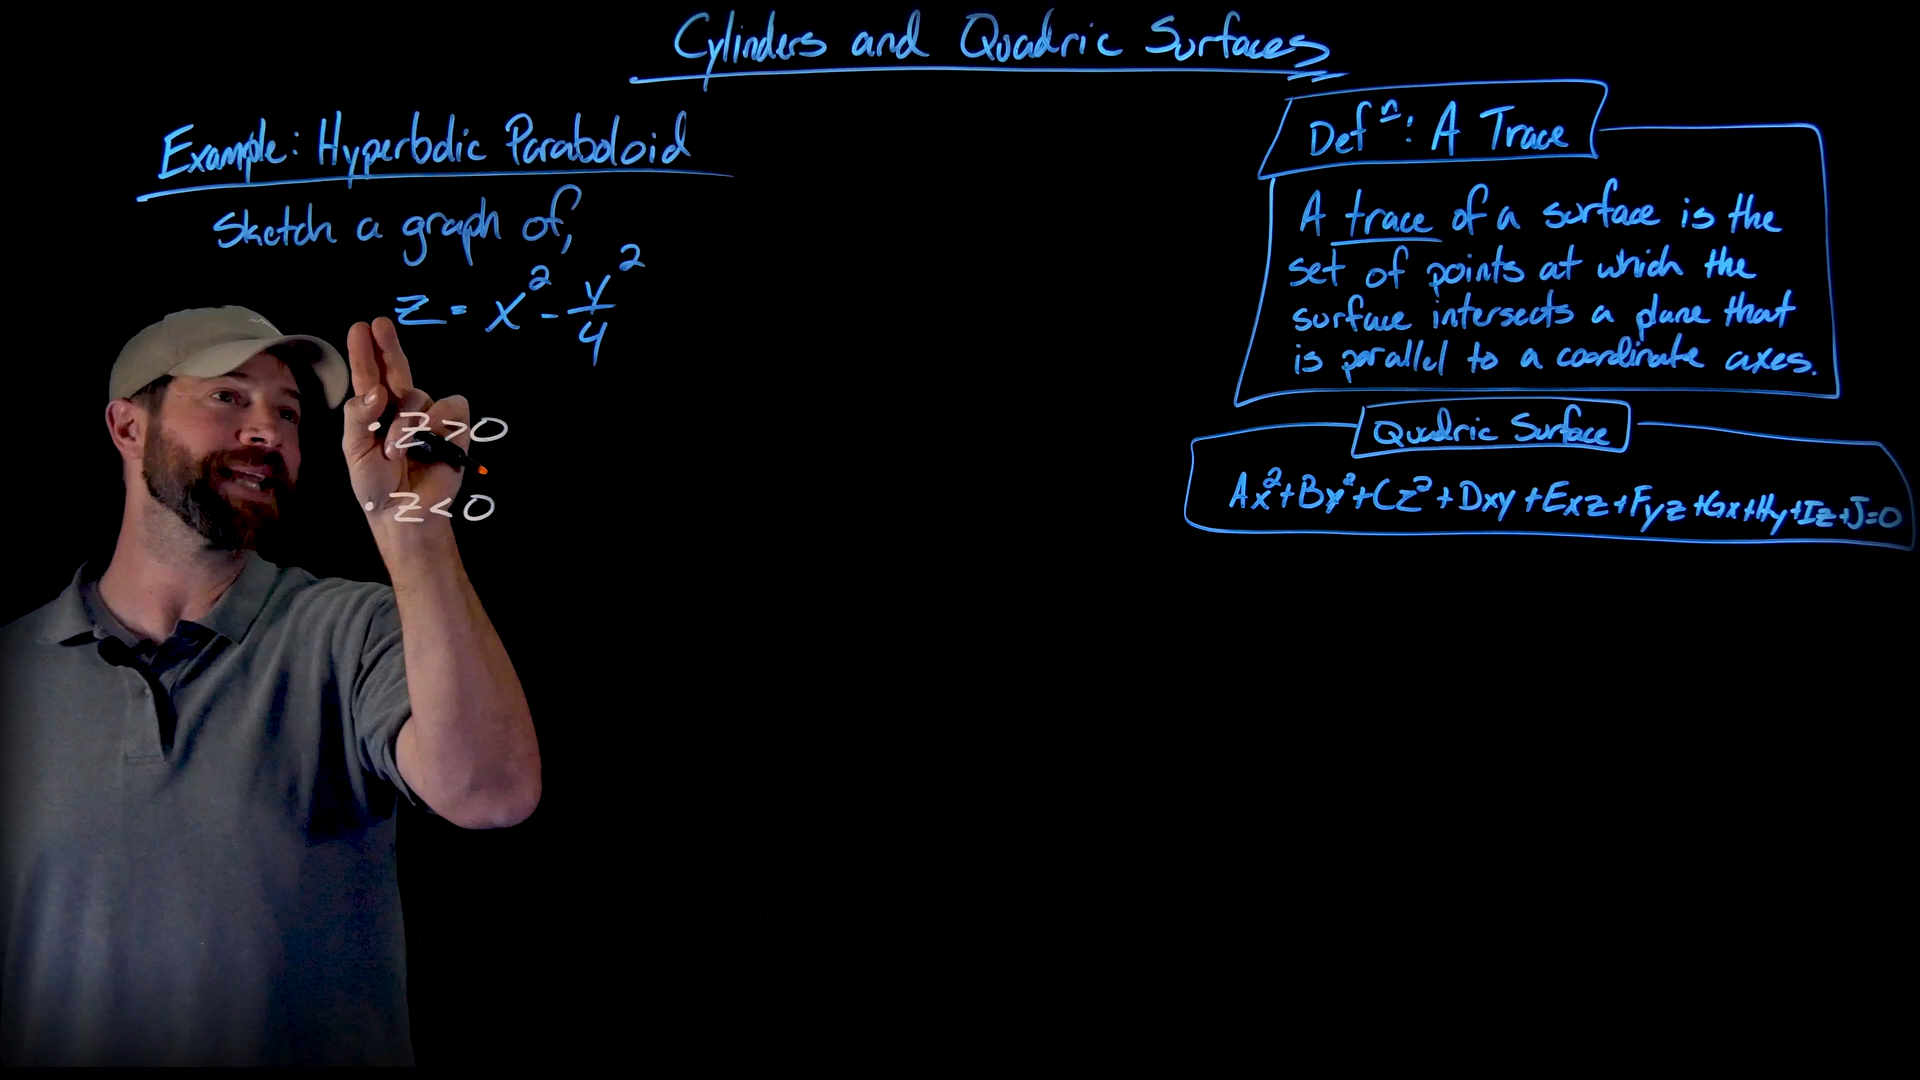 Cylinders and Quadric Surfaces
Example: Hyperbolic Paraboloid
Sketch a graph of,
z = x² - y²/4
• z>0
• z<0
Defⁿ: A Trace
A trace of a surface is the
set of points at which the
surface intersects a plane that
is parallel to a coordinate axes.
Quadric Surface
Ax²+By²+Cz²+Dxy+Exz+Fyz+Gx+Hy+Iz+J=0